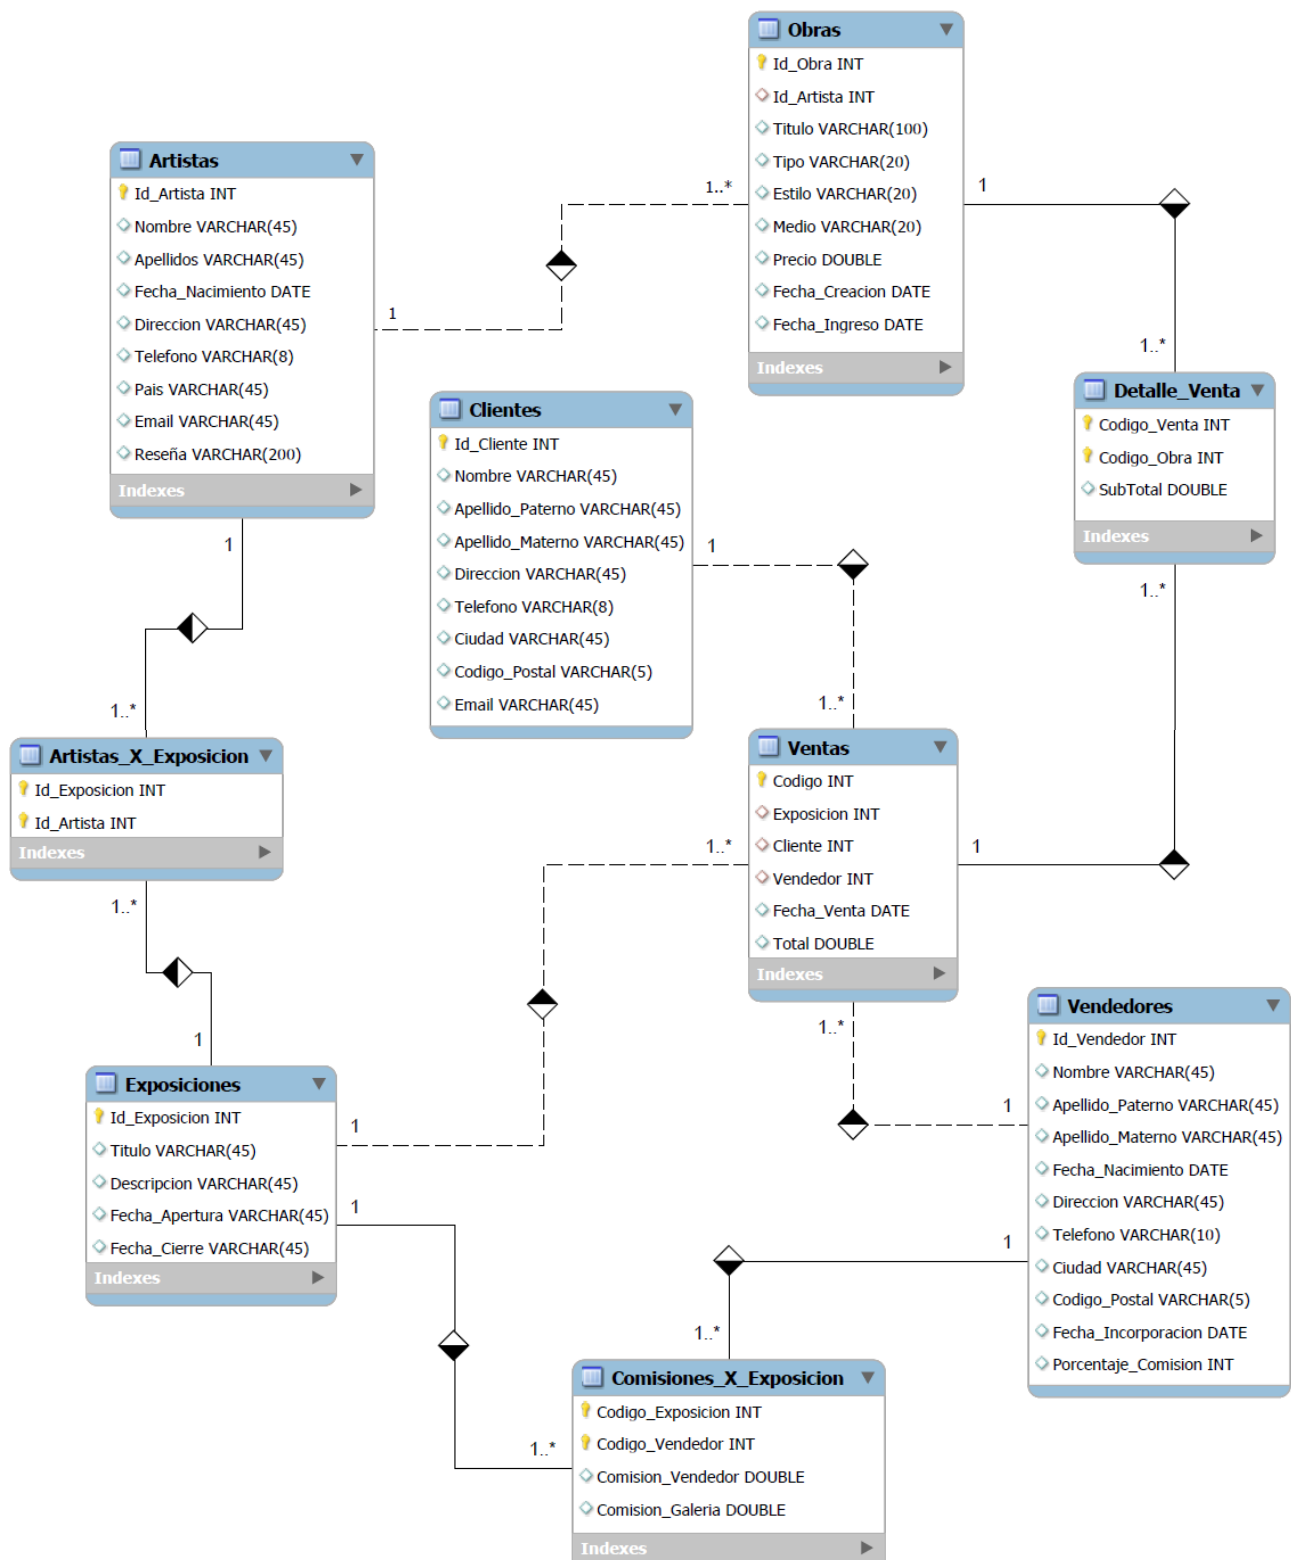 Obras
Id_Obra INT
Id_Artista INT
Titulo VARCHAR(100)
Tipo VARCHAR(20)
Estilo VARCHAR(20)
Medio VARCHAR(20)
Precio DOUBLE
Fecha_Creacion DATE
Fecha_Ingreso DATE
Indexes
Artistas
Id_Artista INT
Nombre VARCHAR(45)
Apellidos VARCHAR(45)
Fecha_Nacimiento DATE
Direccion VARCHAR(45)
Telefono VARCHAR(8)
Pais VARCHAR(45)
Email VARCHAR(45)
Reseña VARCHAR(200)
Indexes
1..*
1
1
1..*
Clientes
Id_Cliente INT
Nombre VARCHAR(45)
Apellido_Paterno VARCHAR(45)
Apellido_Materno VARCHAR(45)
Direccion VARCHAR(45)
Telefono VARCHAR(8)
Ciudad VARCHAR(45)
Codigo_Postal VARCHAR(5)
Email VARCHAR(45)
Detalle_Venta
Codigo_Venta INT
Codigo_Obra INT
SubTotal DOUBLE
Indexes
1
1
1..*
1..*
1..*
Artistas_X_Exposicion
Id_Exposicion INT
Id_Artista INT
Indexes
Ventas
Codigo INT
Exposicion INT
Cliente INT
Vendedor INT
Fecha_Venta DATE
Total DOUBLE
Indexes
1..*
1
1..*
1..*
1
Exposiciones
Id_Exposicion INT
Titulo VARCHAR(45)
Descripcion VARCHAR(45)
Fecha_Apertura VARCHAR(45)
Fecha_Cierre VARCHAR(45)
Indexes
Vendedores
Id_Vendedor INT
Nombre VARCHAR(45)
Apellido_Paterno VARCHAR(45)
Apellido_Materno VARCHAR(45)
Fecha_Nacimiento DATE
Direccion VARCHAR(45)
Telefono VARCHAR(10)
Ciudad VARCHAR(45)
Codigo_Postal VARCHAR(5)
Fecha_Incorporacion DATE
Porcentaje_Comision INT
1
1
1
1
1..*
1..*
Comisiones_X_Exposicion
Codigo_Exposicion INT
Codigo_Vendedor INT
Comision_Vendedor DOUBLE
Comision_Galeria DOUBLE
Indexes